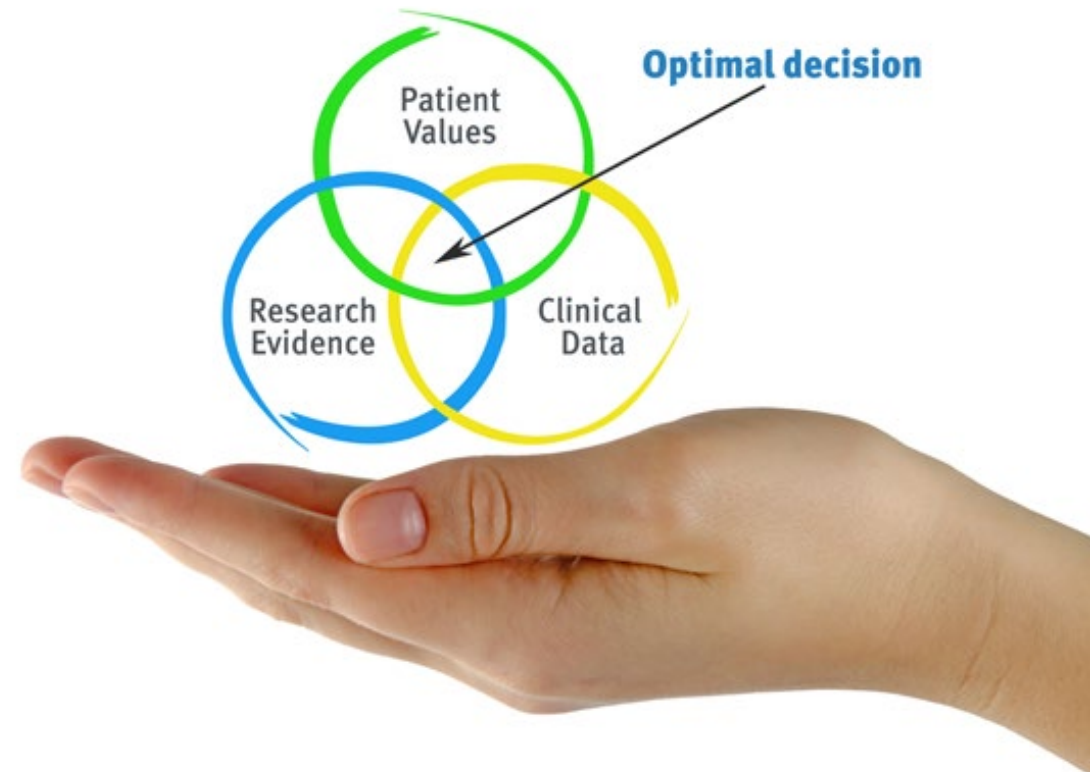 Optimal decision
Patient
Values
Research
Evidence
Clinical
Data